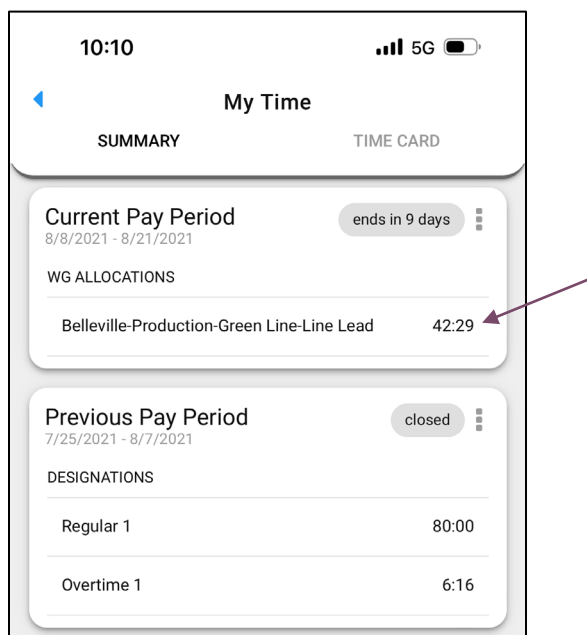 10:10 5G
My Time
SUMMARY TIME CARD
Current Pay Period ends in 9 days
8/8/2021 - 8/21/2021
WG ALLOCATIONS
Belleville-Production-Green Line-Line Lead 42:29
Previous Pay Period closed
7/25/2021 - 8/7/2021
DESIGNATIONS
Regular 1 80:00
Overtime 1 6:16